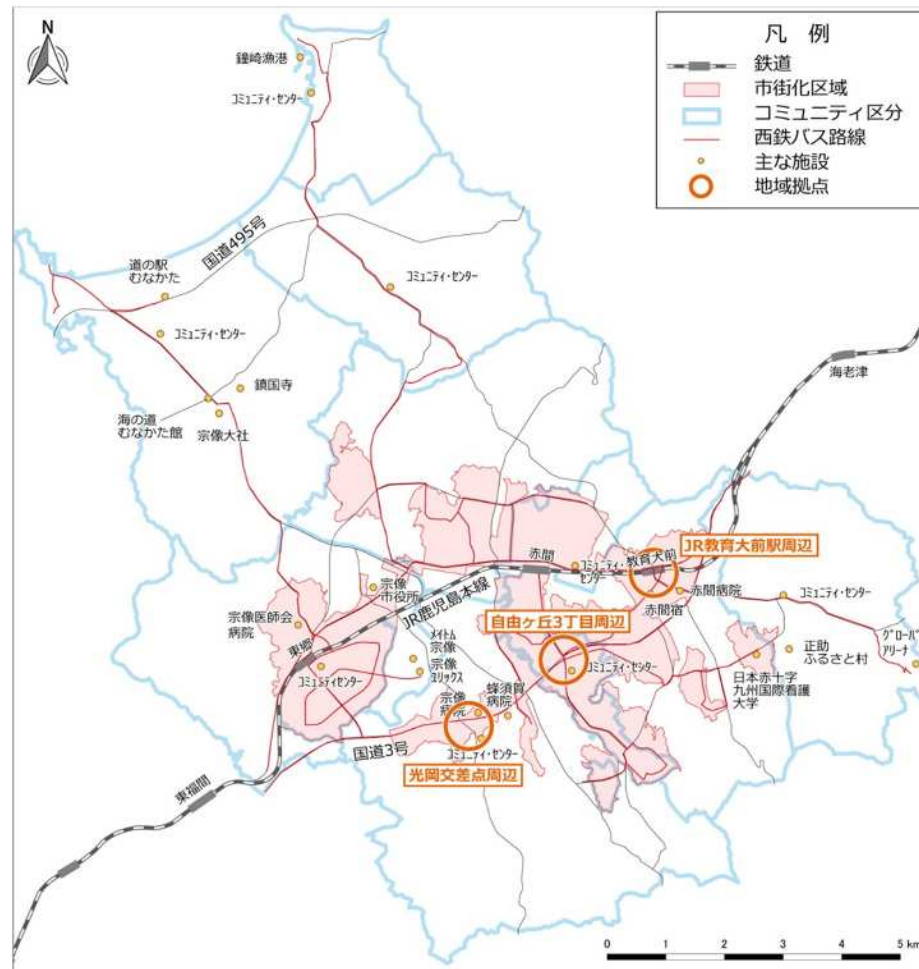 N
凡 例
鉄道
市街化区域
コミュニティ区分
西鉄バス路線
主な施設
地域拠点
鐘崎漁港
コミュニティ・センター
国道495号
道の駅
むなかた
コミュニティ・センター
コミュニティ・センター
鎮国寺
海の道
むなかた館
宗像大社
海老津
赤間
コミュニティ・
センター
教育大前
JR教育大前駅周辺
宗像
市役所
JR鹿児島本線
赤間病院
赤間宿
コミュニティ・センター
宗像医師会
病院
自由ヶ丘3丁目周辺
グローバル
アリーナ
東郷
メイトム
宗像
正助
ふるさと村
コミュニティセンター
宗像
ユリックス
コミュニティ・センター
日本赤十字
九州国際看護
大学
蜂須賀
病院
宗像
病院
国道3号
コミュニティ・センター
光岡交差点周辺
東福間
0 1 2 3 4 5 km